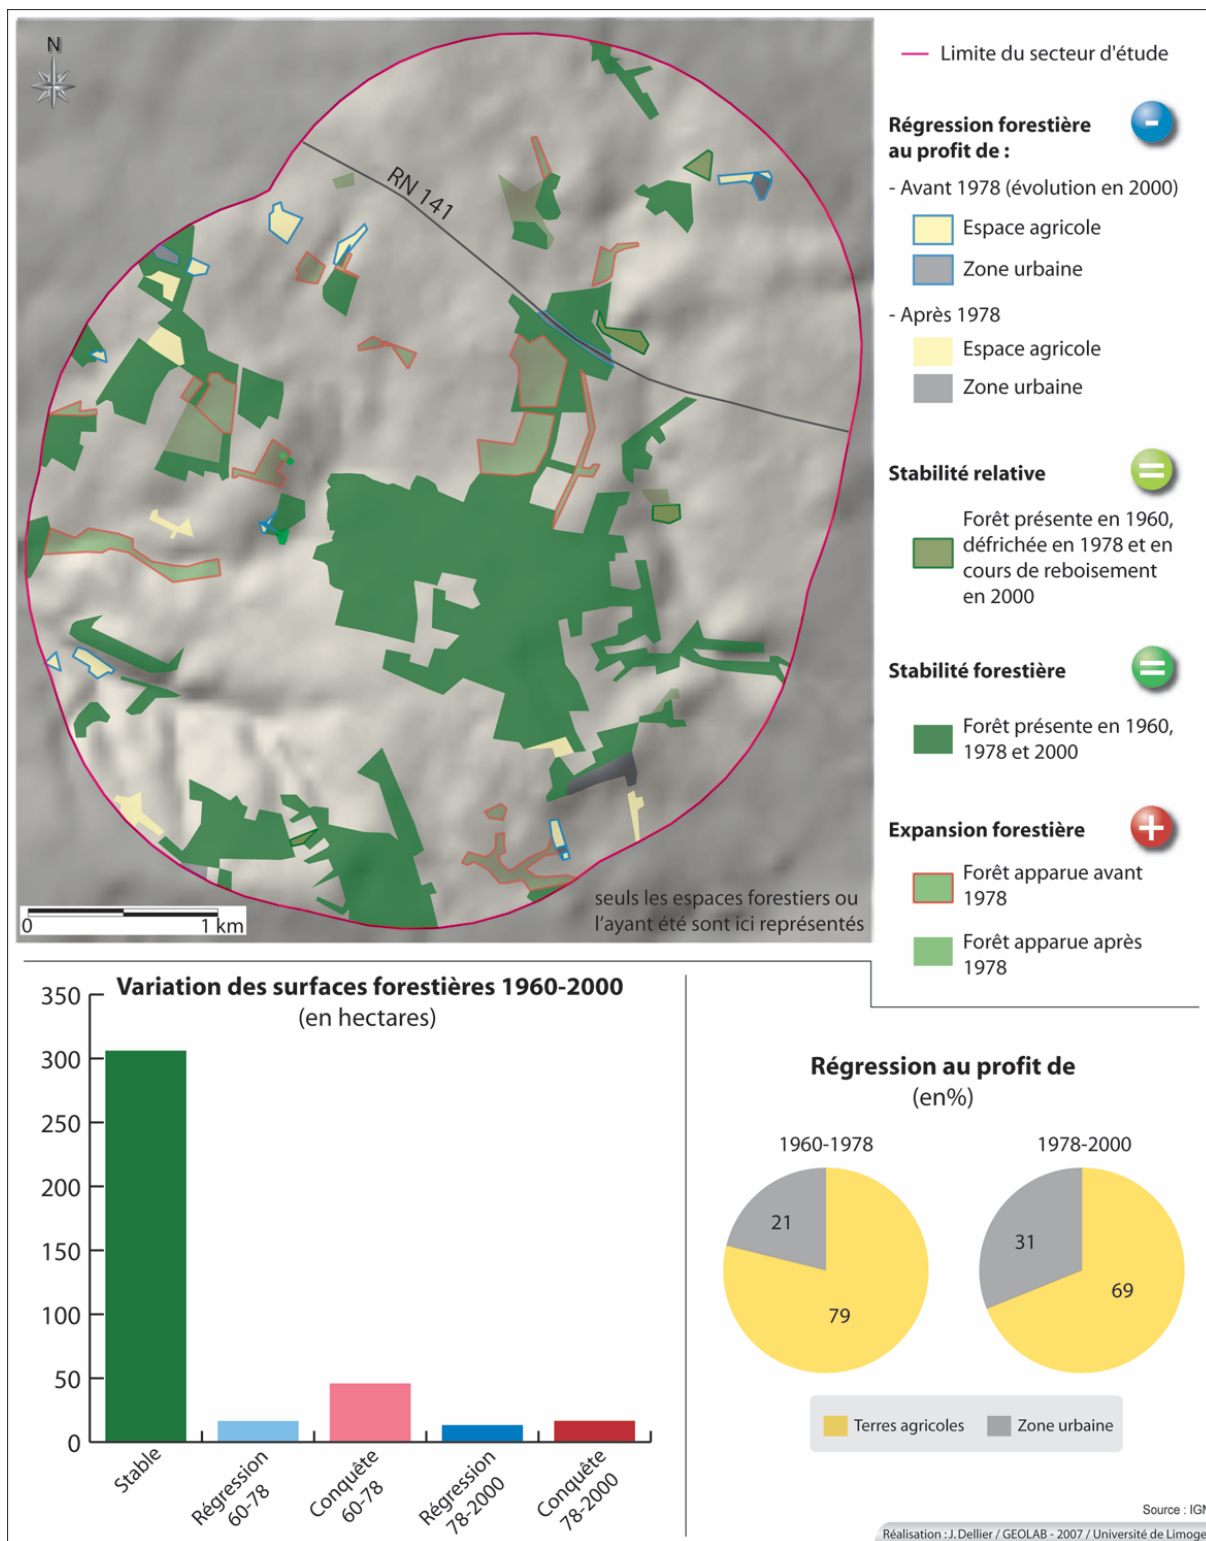 N
RN 141
0
1 km
seuls les espaces forestiers ou
l'ayant été sont ici représentés
Limite du secteur d'étude
Régression forestière
au profit de :
-
- Avant 1978 (évolution en 2000)
Espace agricole
Zone urbaine
- Après 1978
Espace agricole
Zone urbaine
Stabilité relative
=
Forêt présente en 1960,
défrichée en 1978 et en
cours de reboisement
en 2000
Stabilité forestière
=
Forêt présente en 1960,
1978 et 2000
Expansion forestière
+
Forêt apparue avant
1978
Forêt apparue après
1978
Variation des surfaces forestières 1960-2000
(en hectares)
350
300
250
200
150
100
50
0
Stable
Régression
60-78
Conquête
60-78
Régression
78-2000
Conquête
78-2000
Régression au profit de
(en%)
1960-1978
1978-2000
21
79
31
69
Terres agricoles
Zone urbaine
Source : IGN
Réalisation : J. Dellier / GEOLAB - 2007 / Université de Limoge